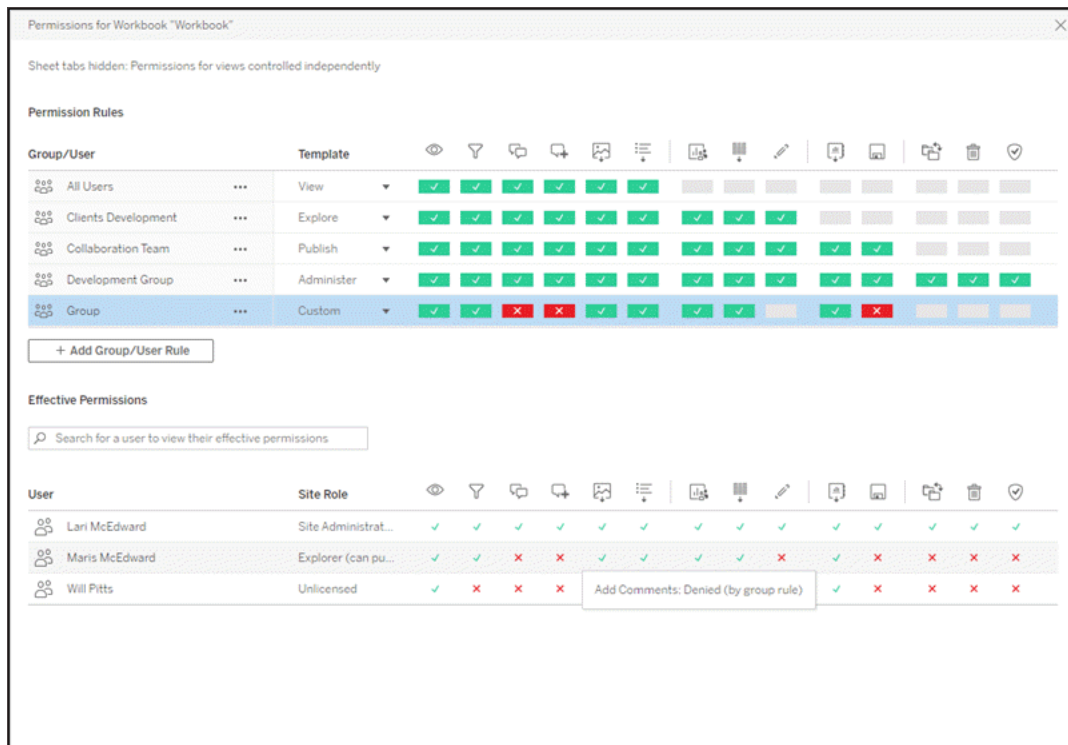 Permissions for Workbook "Workbook"
Sheet tabs hidden: Permissions for views controlled independently
Permission Rules
Group/User Template
All Users ... View
Clients Development ... Explore
Collaboration Team ... Publish
Development Group ... Administer
Group ... Custom
+ Add Group/User Rule
Effective Permissions
Search for a user to view their effective permissions
User Site Role
Lari McEdward Site Administrat...
Maris McEdward Explorer (can pu...
Will Pitts Unlicensed
Add Comments: Denied (by group rule)